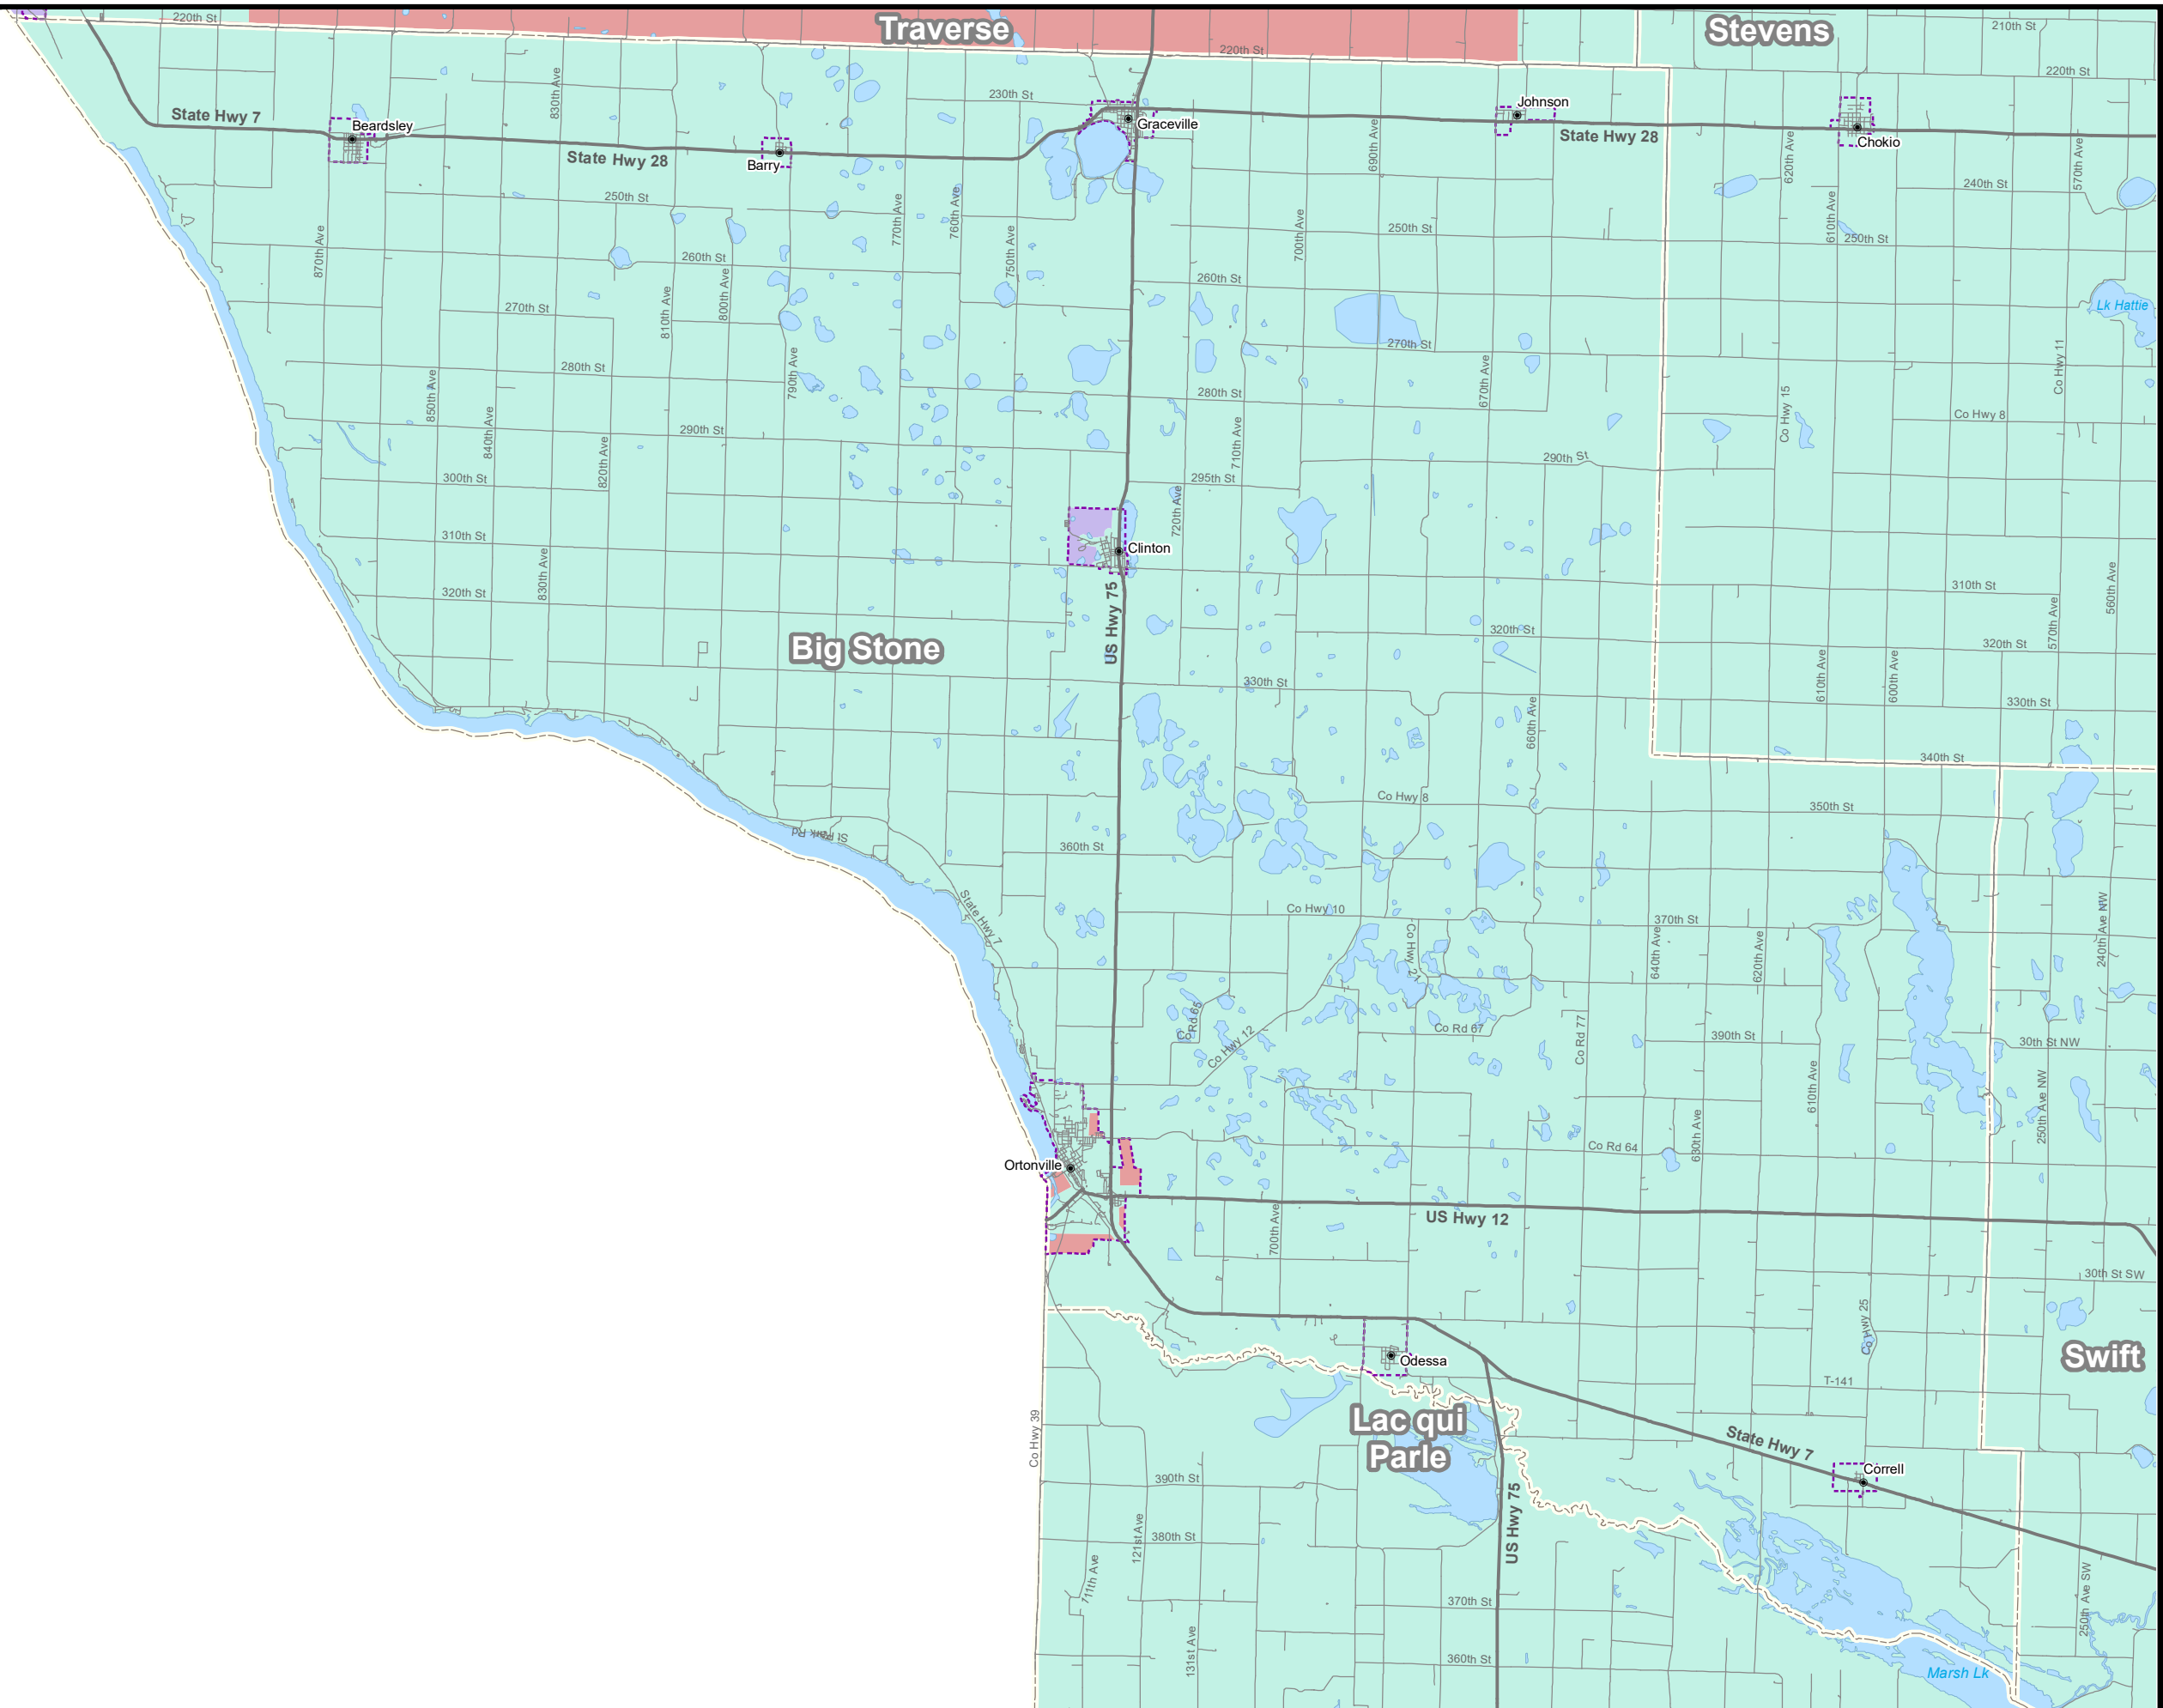 220th St
Traverse
Stevens
210th St
220th St
220th St
State Hwy 7
Beardsley
830th Ave
230th St
Graceville
Johnson
State Hwy 28
Chokio
State Hwy 28
Barry
690th Ave
620th Ave
570th Ave
240th St
250th St
870th Ave
770th Ave
760th Ave
750th Ave
700th Ave
250th St
610th Ave
250th St
260th St
260th St
800th Ave
810th Ave
270th St
Lk Hattie
270th St
280th St
790th Ave
850th Ave
840th Ave
280th St
670th Ave
Co Hwy 15
Co Hwy 11
Co Hwy 8
290th St
820th Ave
710th Ave
290th St
300th St
295th St
720th Ave
310th St
Clinton
830th Ave
320th St
US Hwy 75
310th St
560th Ave
570th Ave
Big Stone
320th St
320th St
330th St
610th Ave
600th Ave
330th St
660th Ave
340th St
Co Hwy 8
350th St
St Park Rd
360th St
State Hwy 7
Co Hwy 10
370th St
Co Hwy 21
640th Ave
620th Ave
240th Ave NW
Co Rd 65
Co Hwy 12
Co Rd 67
Co Rd 77
390th St
30th St NW
610th Ave
250th Ave NW
630th Ave
Co Rd 64
Ortonville
700th Ave
US Hwy 12
30th St SW
Co Hwy 25
Swift
Odessa
T-141
Lac qui
Parle
Co Hwy 39
State Hwy 7
Correll
390th St
US Hwy 75
121st Ave
380th St
711th Ave
370th St
250th Ave SW
131st Ave
360th St
Marsh Lk